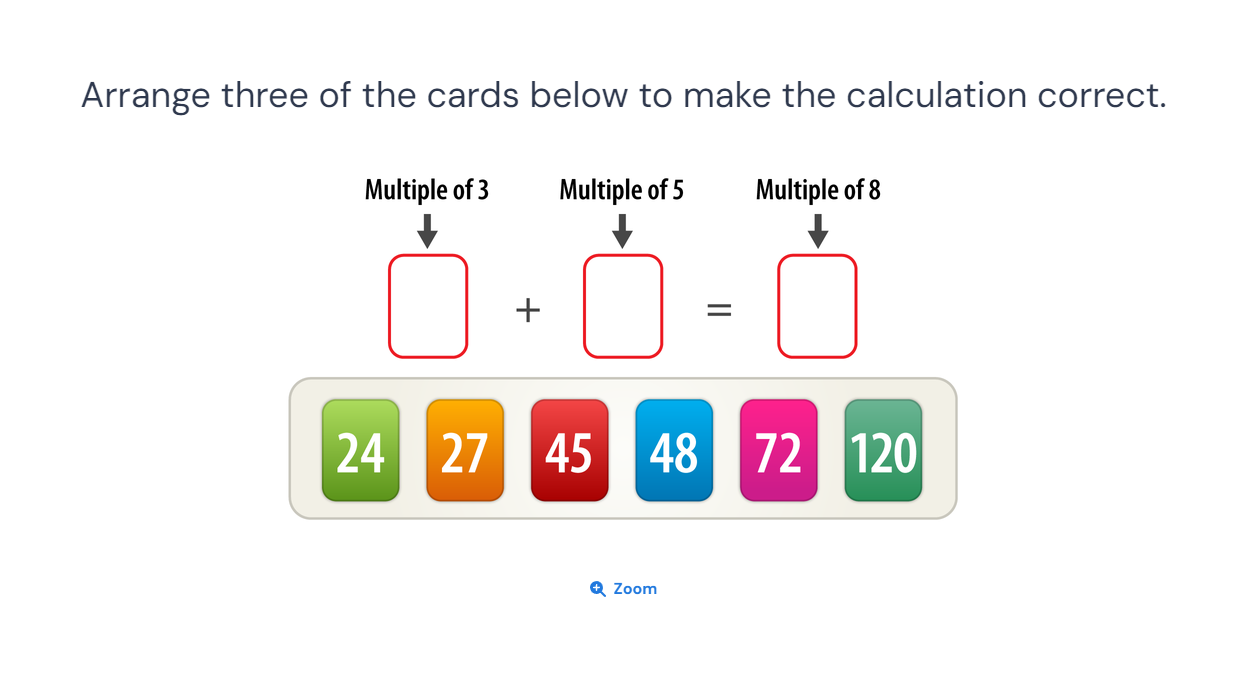 Arrange three of the cards below to make the calculation correct.
Multiple of 3 Multiple of 5 Multiple of 8
+ =
24 27 45 48 72 120
Zoom